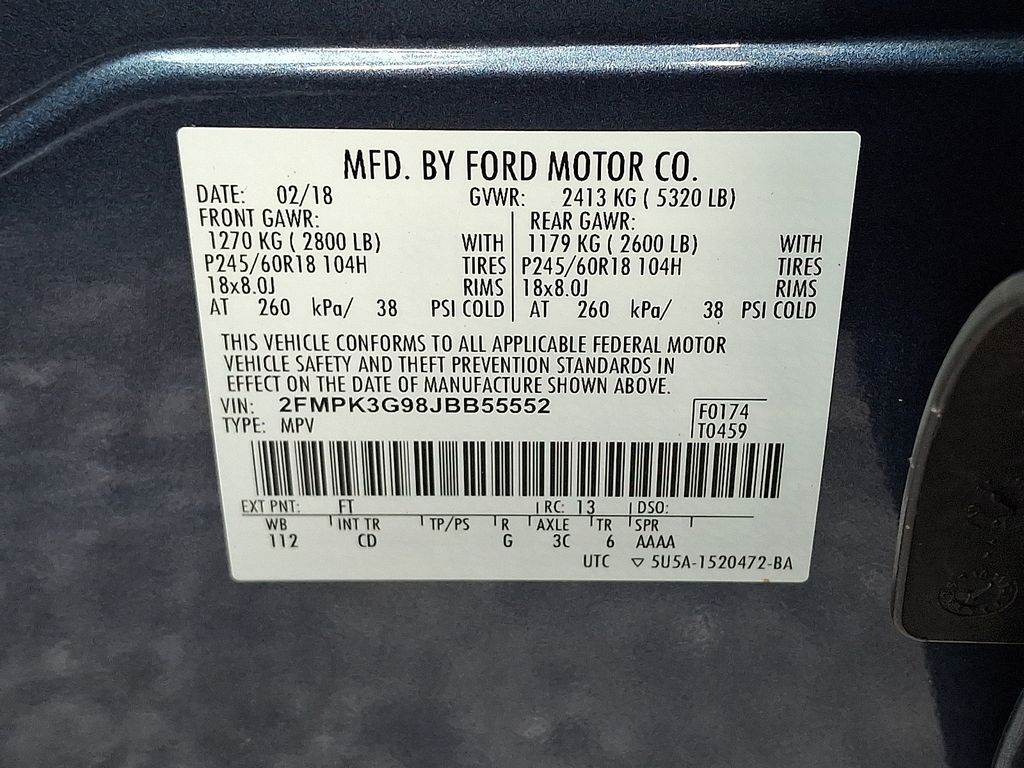 MFD. BY FORD MOTOR CO.
DATE: 02/18 GVWR: 2413 KG ( 5320 LB)
FRONT GAWR: REAR GAWR:
1270 KG ( 2800 LB) WITH 1179 KG ( 2600 LB) WITH
P245/60R18 104H TIRES P245/60R18 104H TIRES
18x8.0J RIMS 18x8.0J RIMS
AT 260 kPa/ 38 PSI COLD AT 260 kPa/ 38 PSI COLD
THIS VEHICLE CONFORMS TO ALL APPLICABLE FEDERAL MOTOR
VEHICLE SAFETY AND THEFT PREVENTION STANDARDS IN
EFFECT ON THE DATE OF MANUFACTURE SHOWN ABOVE.
VIN: 2FMPK3G98JBB55552 F0174
TYPE: MPV T0459
EXT PNT: FT RC: 13 DSO:
WB INT TR TP/PS R AXLE TR SPR
112 CD G 3C 6 AAAA
UTC ▽ 5U5A-1520472-BA